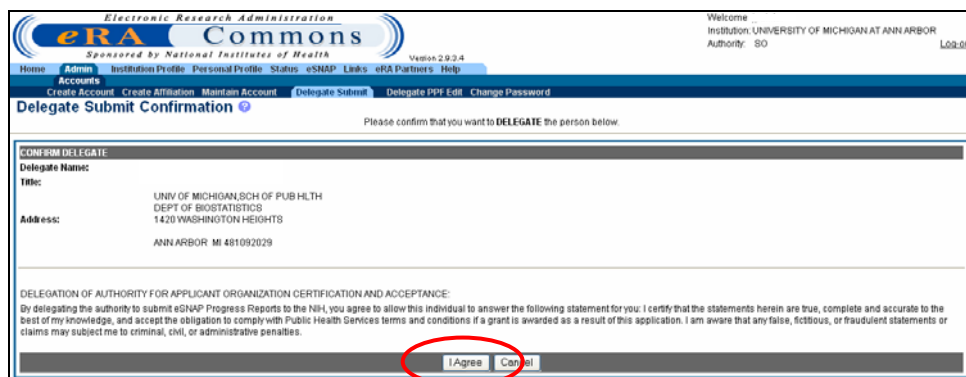 Electronic Research Administration
eRA Commons
Sponsored by National Institutes of Health
Version 2.9.3.4
Welcome
Institution: UNIVERSITY OF MICHIGAN AT ANN ARBOR
Authority: SO
Log-o
Home Admin Institution Profile Personal Profile Status eSNAP Links eRA Partners Help
Accounts
Create Account Create Affiliation Maintain Account Delegate Submit Delegate PPF Edit Change Password
Delegate Submit Confirmation ?
Please confirm that you want to DELEGATE the person below.
CONFIRM DELEGATE
Delegate Name:
Title:
UNIV OF MICHIGAN,SCH OF PUB HLTH
DEPT OF BIOSTATISTICS
Address: 1420 WASHINGTON HEIGHTS
ANN ARBOR MI 481092029
DELEGATION OF AUTHORITY FOR APPLICANT ORGANIZATION CERTIFICATION AND ACCEPTANCE:
By delegating the authority to submit eSNAP Progress Reports to the NIH, you agree to allow this individual to answer the following statement for you: I certify that the statements herein are true, complete and accurate to the
best of my knowledge, and accept the obligation to comply with Public Health Services terms and conditions if a grant is awarded as a result of this application. I am aware that any false, fictitious, or fraudulent statements or
claims may subject me to criminal, civil, or administrative penalties.
I Agree Cancel